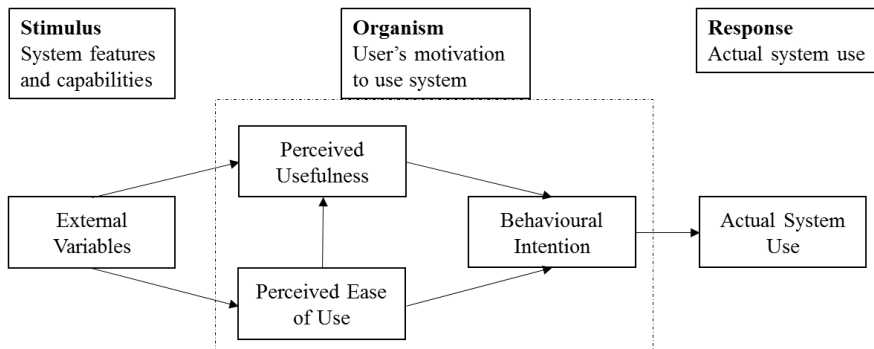 Stimulus
System features
and capabilities
Organism
User's motivation
to use system
Response
Actual system use
Perceived
Usefulness
External
Variables
Behavioural
Intention
Actual System
Use
Perceived Ease
of Use